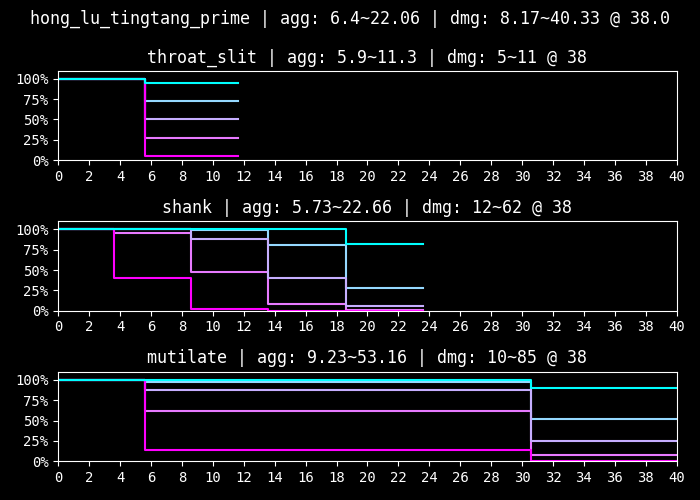 hong_lu_tingtang_prime | agg: 6.4~22.06 | dmg: 8.17~40.33 @ 38.0
throat_slit | agg: 5.9~11.3 | dmg: 5~11 @ 38
100%
75%
50%
25%
0%
0 2 4 6 8 10 12 14 16 18 20 22 24 26 28 30 32 34 36 38 40
shank | agg: 5.73~22.66 | dmg: 12~62 @ 38
100%
75%
50%
25%
0%
0 2 4 6 8 10 12 14 16 18 20 22 24 26 28 30 32 34 36 38 40
mutilate | agg: 9.23~53.16 | dmg: 10~85 @ 38
100%
75%
50%
25%
0%
0 2 4 6 8 10 12 14 16 18 20 22 24 26 28 30 32 34 36 38 40